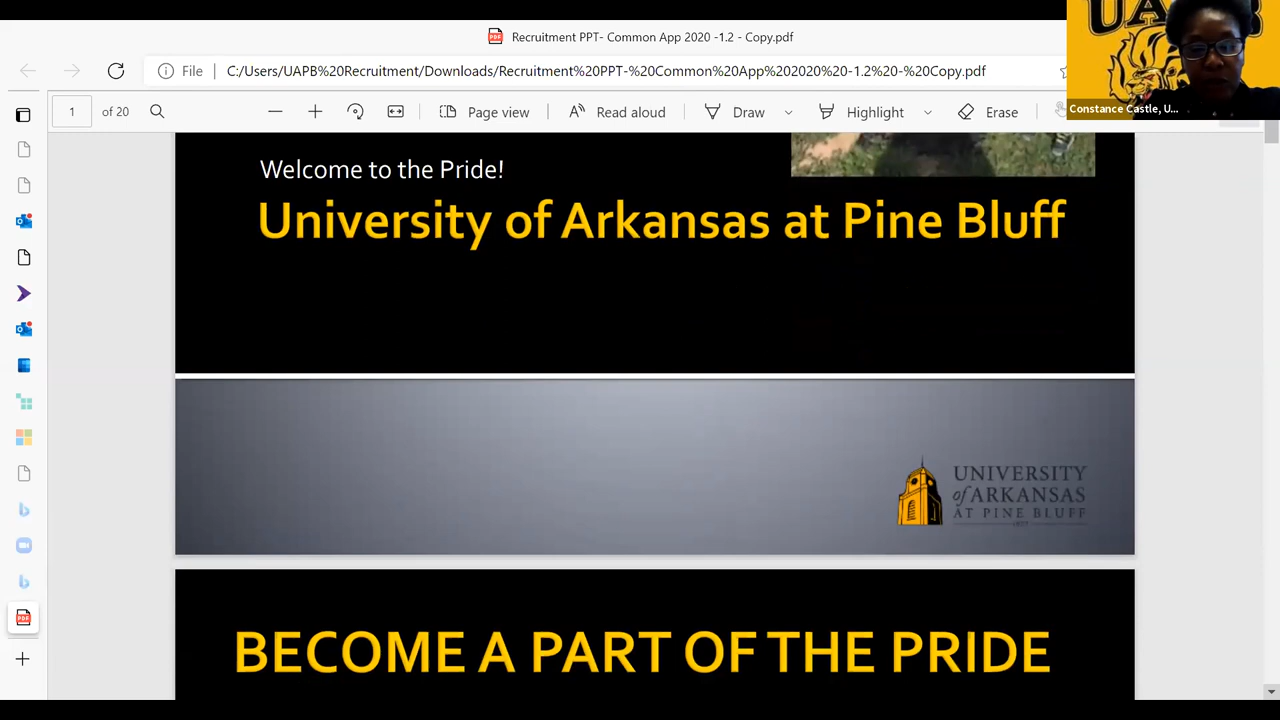 Recruitment PPT- Common App 2020 -1.2 - Copy.pdf
File
C:/Users/UAPB%20Recruitment/Downloads/Recruitment%20PPT-%20Common%20App%202020%20-1.2%20-%20Copy.pdf
1 of 20
Page view
Read aloud
Draw
Highlight
Erase
Constance Castle, U...
Welcome to the Pride!
University of Arkansas at Pine Bluff
UNIVERSITY
of ARKANSAS
AT PINE BLUFF
BECOME A PART OF THE PRIDE